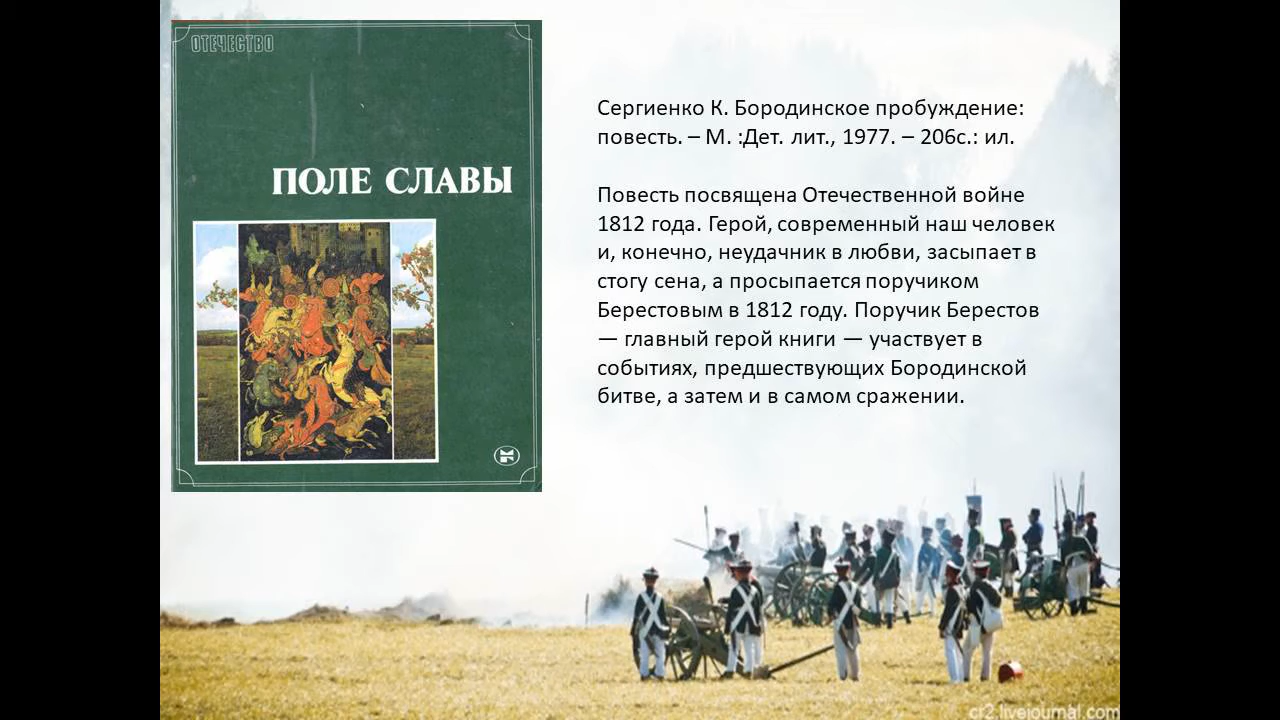 ОТЕЧЕСТВО
ПОЛЕ СЛАВЫ
Сергиенко К. Бородинское пробуждение:
повесть. – М. :Дет. лит., 1977. – 206с.: ил.
Повесть посвящена Отечественной войне
1812 года. Герой, современный наш человек
и, конечно, неудачник в любви, засыпает в
стогу сена, а просыпается поручиком
Берестовым в 1812 году. Поручик Берестов
— главный герой книги — участвует в
событиях, предшествующих Бородинской
битве, а затем и в самом сражении.
cr2.livejournal.com